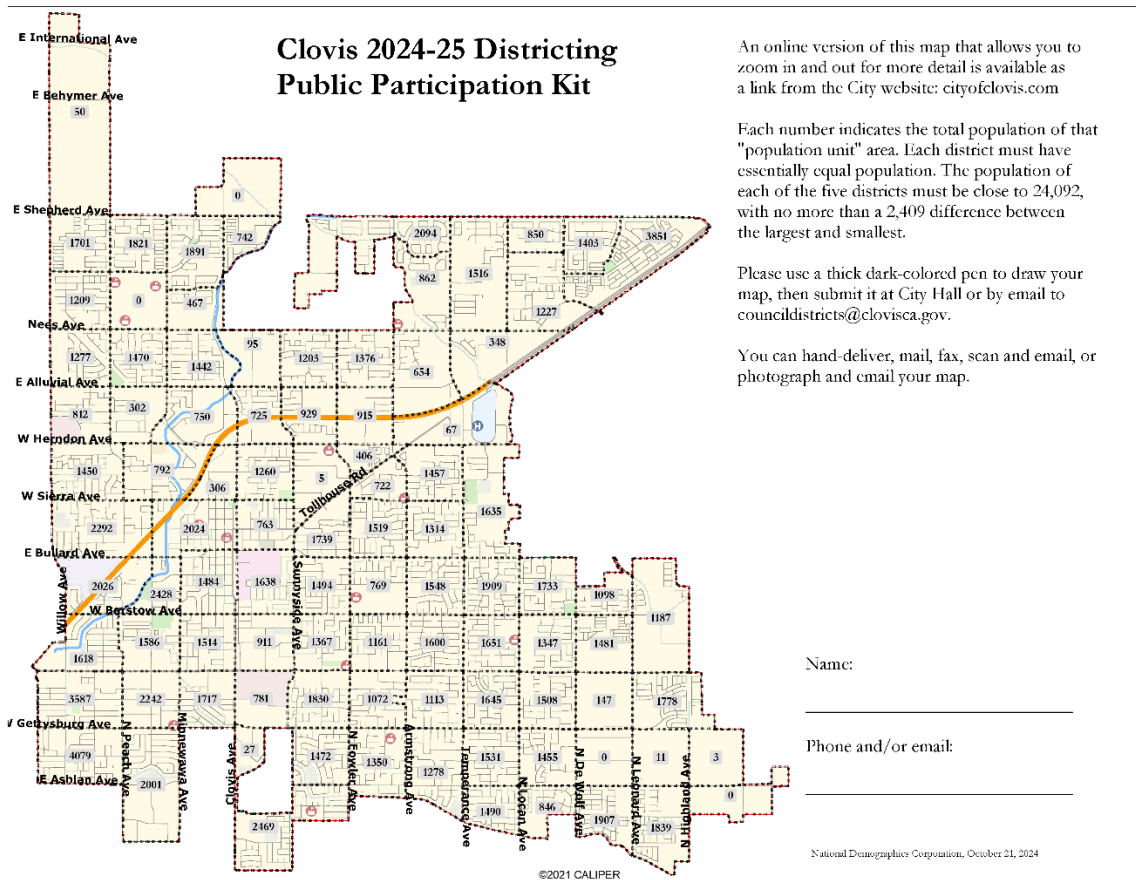 Clovis 2024-25 Districting
Public Participation Kit
An online version of this map that allows you to
zoom in and out for more detail is available as
a link from the City website: cityofclovis.com
Each number indicates the total population of that
"population unit" area. Each district must have
essentially equal population. The population of
each of the five districts must be close to 24,092,
with no more than a 2,409 difference between
the largest and smallest.
Please use a thick dark-colored pen to draw your
map, then submit it at City Hall or by email to
councildistricts@clovisca.gov.
You can hand-deliver, mail, fax, scan and email, or
photograph and email your map.
Name:
Phone and/or email:
National Demographics Corporation, October 21, 2024
©2021 CALIPER
E International Ave
E Behymer Ave
50
0
E Shepherd Ave
1701 1821 1891 742 2094 862 1516 850 1403 3851
1209 0 467 1227
Nees Ave
1277 1470 1442 95 1203 1376 654 348
E Alluvial Ave
812 302 750 725 929 915 67
H
W Herndon Ave
1450 792 306 1260 5 406 722 1457 1635
W Sierra Ave
Tollhouse Rd
2292 2024 763 1739 1519 1314
E Bullard Ave
2026 2428 1484 1638 1494 769 1548 1909 1733 1098 1187
Willow Ave
Sunnyside Ave
W Barstow Ave
1618 1586 1514 911 1367 1161 1600 1651 1347 1481
3587 2242 1717 781 1830 1072 1113 1645 1508 147 1778
W Gettysburg Ave
4079 2001 27 1472 1350 1278 1531 1455 0 11 3
E Ashlan Ave
2469 1490 846 1907 1839 0
N Peach Ave
Minnewawa Ave
Clovis Ave
N Fowler Ave
Armstrong Ave
Temperance Ave
N Locan Ave
N De Wolf Ave
N Leonard Ave
N Highland Ave